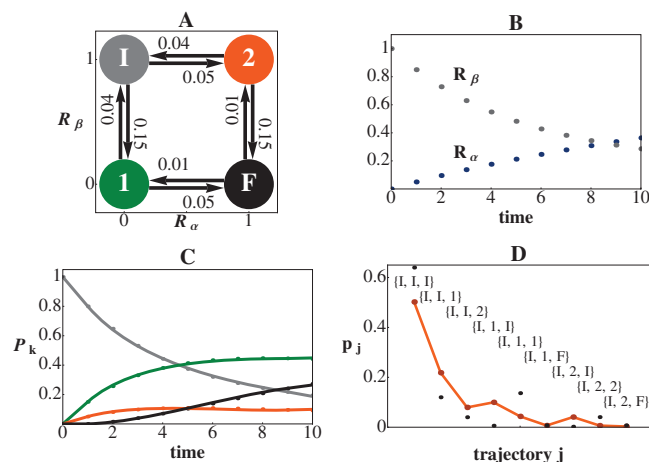 A
I
2
1
F
0.04
0.05
0.04
0.15
100
0.15
0.01
0.05
1
0
R β
0
R α
1
B
1
0.8
0.6
0.4
0.2
R β
R α
0
2
4
6
8
10
time
C
1
0.8
0.6
0.4
0.2
P k
0
2
4
6
8
10
time
D
0.6
0.4
0.2
0.0
p j
{I, I, I}
{I, I, 1}
{I, I, 2}
{I, 1, I}
{I, 1, 1}
{I, 1, F}
{I, 2, I}
{I, 2, 2}
{I, 2, F}
trajectory j